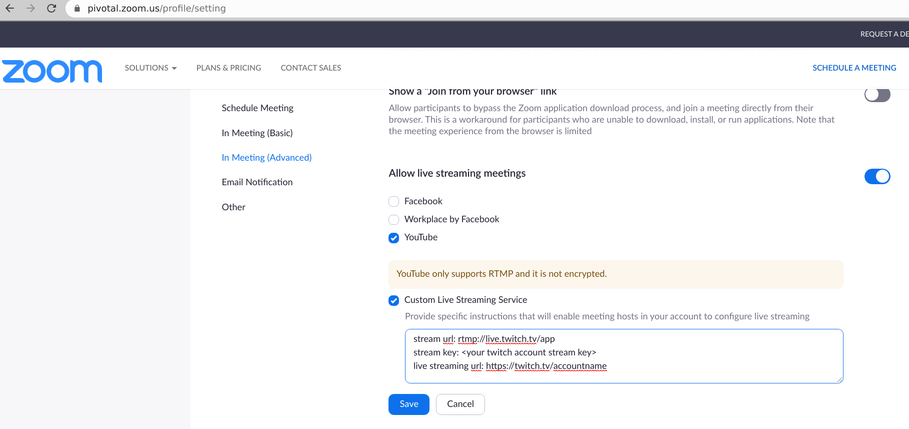 pivotal.zoom.us/profile/setting
REQUEST A DE
zoom
SOLUTIONS
PLANS & PRICING
CONTACT SALES
SCHEDULE A MEETING
Schedule Meeting
In Meeting (Basic)
In Meeting (Advanced)
Email Notification
Other
Show a "Join from your browser" link
Allow participants to bypass the Zoom application download process, and join a meeting directly from their
browser. This is a workaround for participants who are unable to download, install, or run applications. Note that
the meeting experience from the browser is limited
Allow live streaming meetings
Facebook
Workplace by Facebook
YouTube
YouTube only supports RTMP and it is not encrypted.
Custom Live Streaming Service
Provide specific instructions that will enable meeting hosts in your account to configure live streaming
stream url: rtmp://live.twitch.tv/app
stream key: <your twitch account stream key>
live streaming url: https://twitch.tv/accountname
Save
Cancel